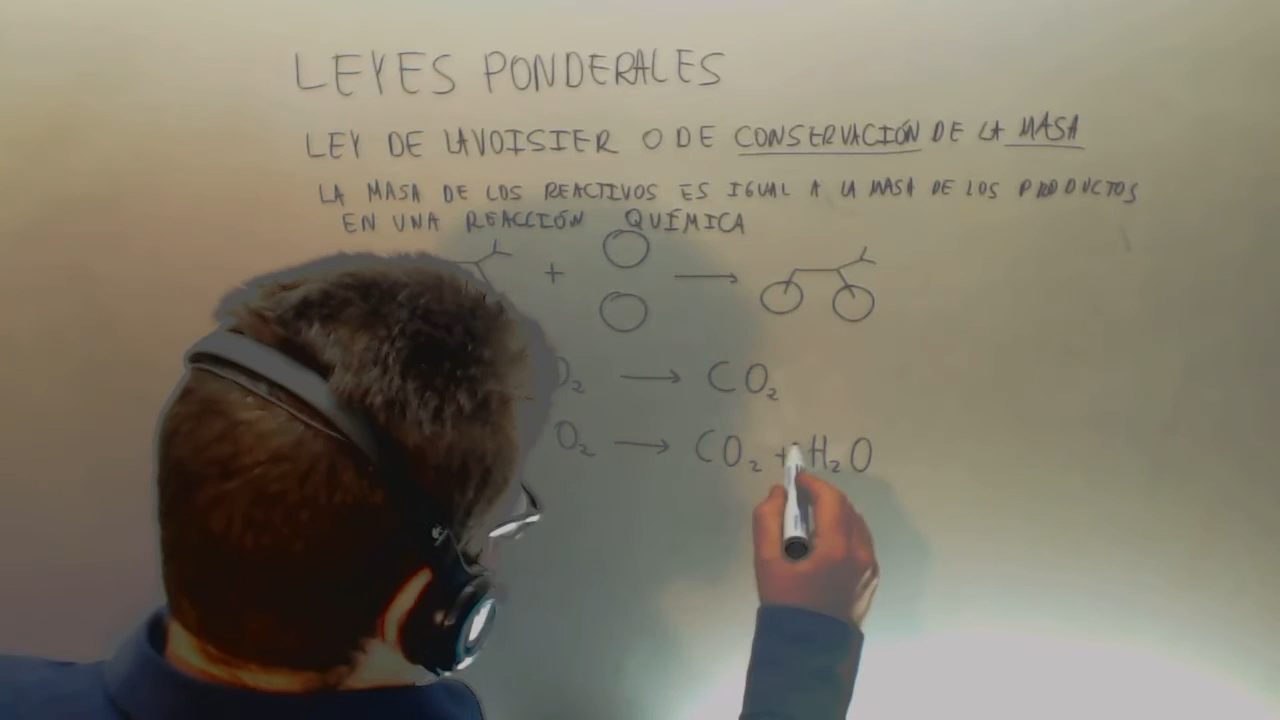 LEYES PONDERALES
LEY DE LAVOISIER O DE CONSERVACIÓN DE LA MASA
LA MASA DE LOS REACTIVOS ES IGUAL A LA MASA DE LOS PRODUCTOS
EN UNA REACCIÓN QUÍMICA
+ →
O₂ → CO₂
O₂ → CO₂ + H₂O